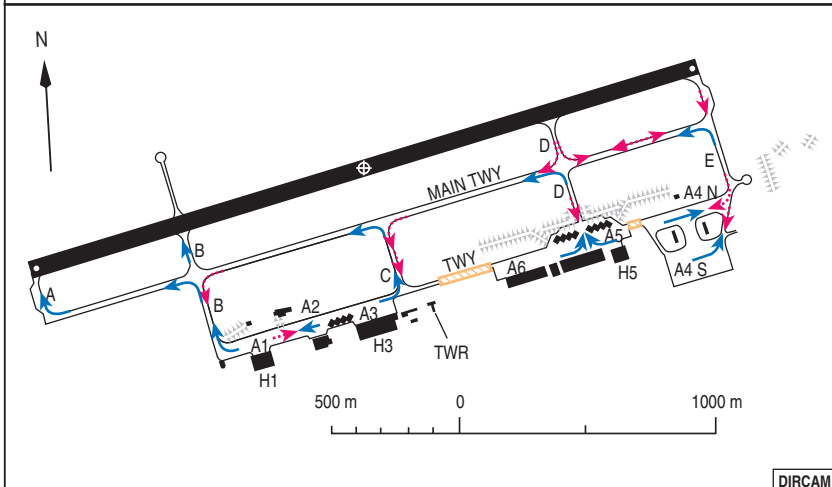 N
D
MAIN TWY
D
E
A4 N
B
A
B
C
TWY
A6
A5
H5
A4 S
A2
A3
A1
H3
TWR
H1
500 m 0 1000 m
DIRCAM